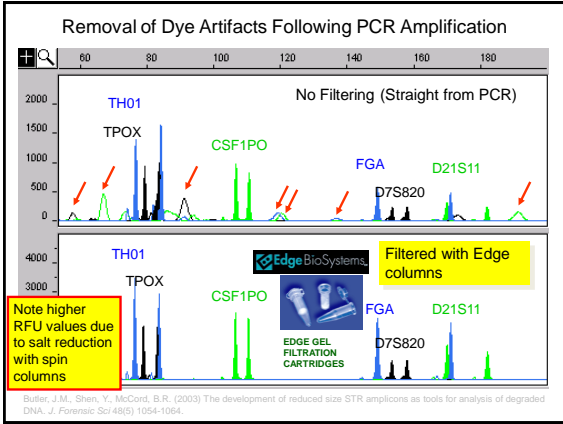 Removal of Dye Artifacts Following PCR Amplification
60 80 100 120 140 160 180
2000
1500
1000
500
0
No Filtering (Straight from PCR)
TH01
TPOX
CSF1PO
FGA
D7S820
D21S11
4000
3000
TH01
TPOX
CSF1PO
EdgeBioSystems
EDGE GEL
FILTRATION
CARTRIDGES
Filtered with Edge
columns
FGA
D7S820
D21S11
Note higher
RFU values due
to salt reduction
with spin
columns
Butler, J.M., Shen, Y., McCord, B.R. (2003) The development of reduced size STR amplicons as tools for analysis of degraded
DNA. J. Forensic Sci 48(5) 1054-1064.